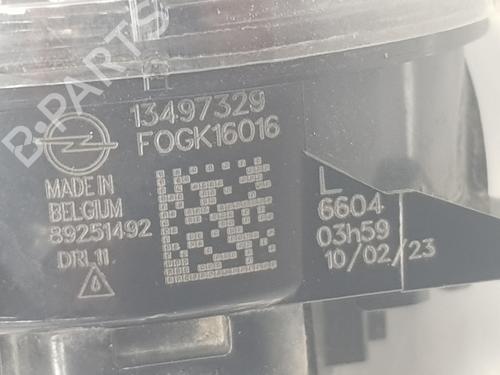 B-PARTS
13497329
FOGK16016
MADE IN
BELGIUM
89251492
DRL 11
L
6604
03h59
10/02/23